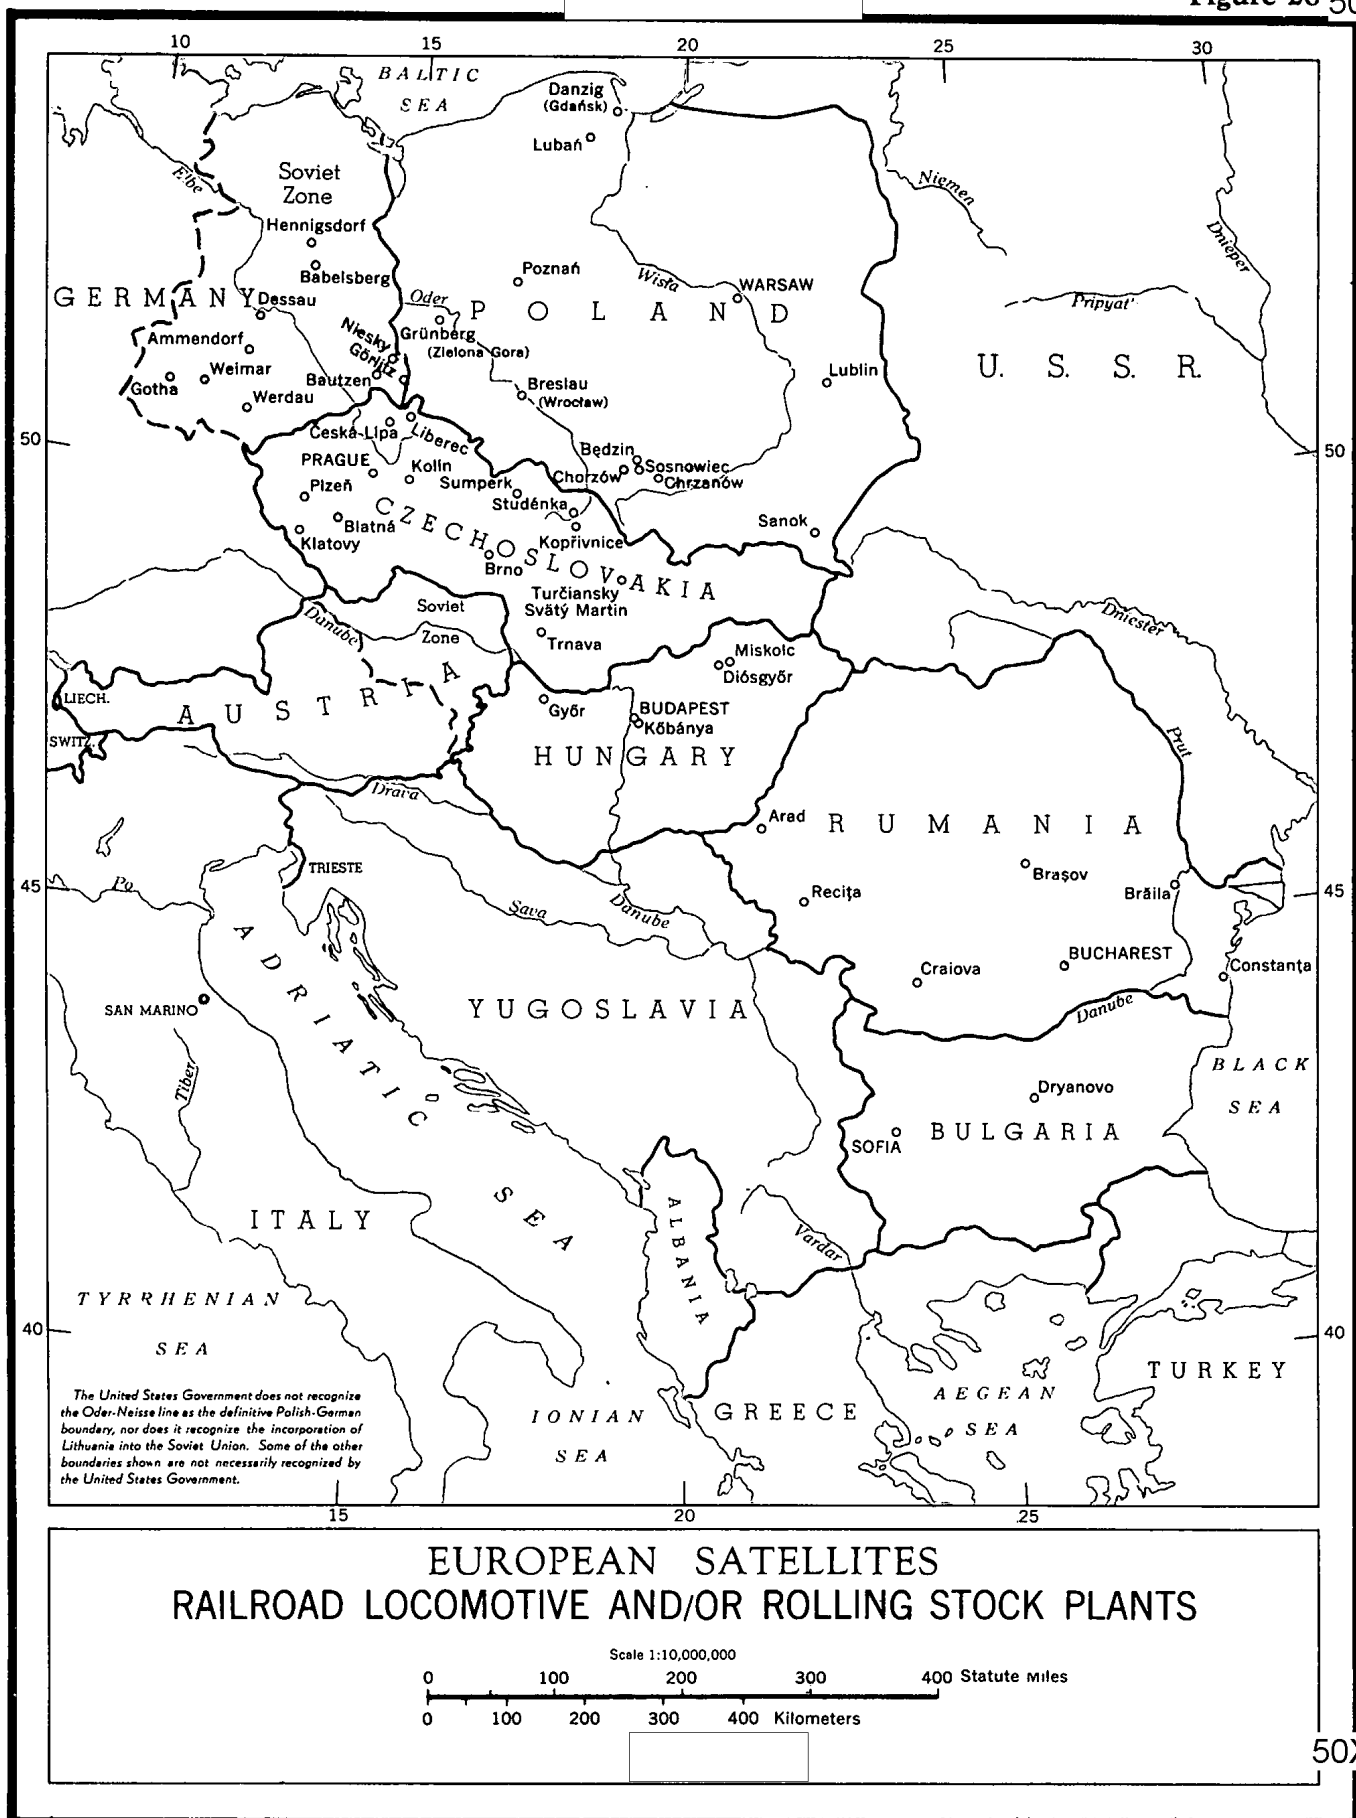 Figure 26
50
10 15 20 25 30
BALTIC
SEA
Danzig
(Gdańsk)
Lubań
Elbe
Soviet
Zone
Niemen
Hennigsdorf
Dnieper
Babelsberg
Poznań
Wisła
WARSAW
GERMANY
Dessau
Oder
POLAND
Pripyat'
Ammendorf
Niesky
Görlitz
Grünberg
(Zielona Gora)
U. S. S. R.
Gotha
Weimar
Bautzen
Breslau
(Wrocław)
Lublin
Werdau
50
Česká-Lípa
Liberec
Będzin
50
PRAGUE
Kolín
Chorzów
Sosnowiec
Plzeň
Sumperk
Chrzanów
Studénka
Blatná
Sanok
Klatovy
CZECHOSLOVAKIA
Kopřivnice
Brno
Turčiansky
Svätý Martin
Danube
Soviet
Zone
Dniester
Trnava
Miskolc
Diósgyőr
LIECH.
AUSTRIA
Győr
BUDAPEST
Kőbánya
SWITZ.
HUNGARY
Prut
Drava
Arad
RUMANIA
TRIESTE
Brașov
45
Po
Recița
Brăila
45
Sava
Danube
ADRIATIC SEA
BUCHAREST
Craiova
Constanța
SAN MARINO
YUGOSLAVIA
Danube
Tiber
BLACK
SEA
Dryanovo
SOFIA
BULGARIA
ITALY
ALBANIA
Vardar
TYRRHENIAN
SEA
40
40
TURKEY
AEGEAN
SEA
GREECE
IONIAN
SEA
The United States Government does not recognize
the Oder-Neisse line as the definitive Polish-German
boundary, nor does it recognize the incorporation of
Lithuania into the Soviet Union. Some of the other
boundaries shown are not necessarily recognized by
the United States Government.
15 20 25
EUROPEAN SATELLITES
RAILROAD LOCOMOTIVE AND/OR ROLLING STOCK PLANTS
Scale 1:10,000,000
0 100 200 300 400 Statute Miles
0 100 200 300 400 Kilometers
50X